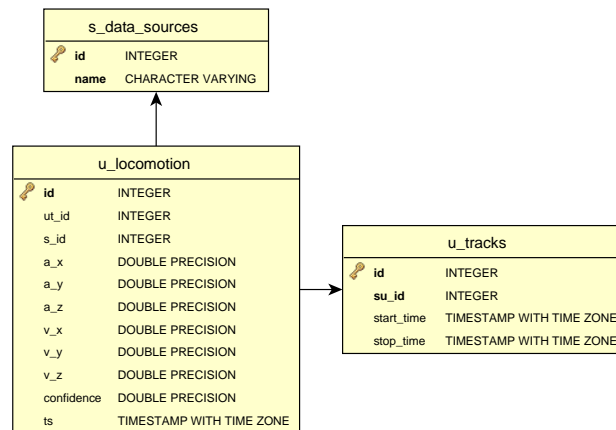 s_data_sources
id INTEGER
name CHARACTER VARYING
u_locomotion
id INTEGER
ut_id INTEGER
s_id INTEGER
a_x DOUBLE PRECISION
a_y DOUBLE PRECISION
a_z DOUBLE PRECISION
v_x DOUBLE PRECISION
v_y DOUBLE PRECISION
v_z DOUBLE PRECISION
confidence DOUBLE PRECISION
ts TIMESTAMP WITH TIME ZONE
u_tracks
id INTEGER
su_id INTEGER
start_time TIMESTAMP WITH TIME ZONE
stop_time TIMESTAMP WITH TIME ZONE